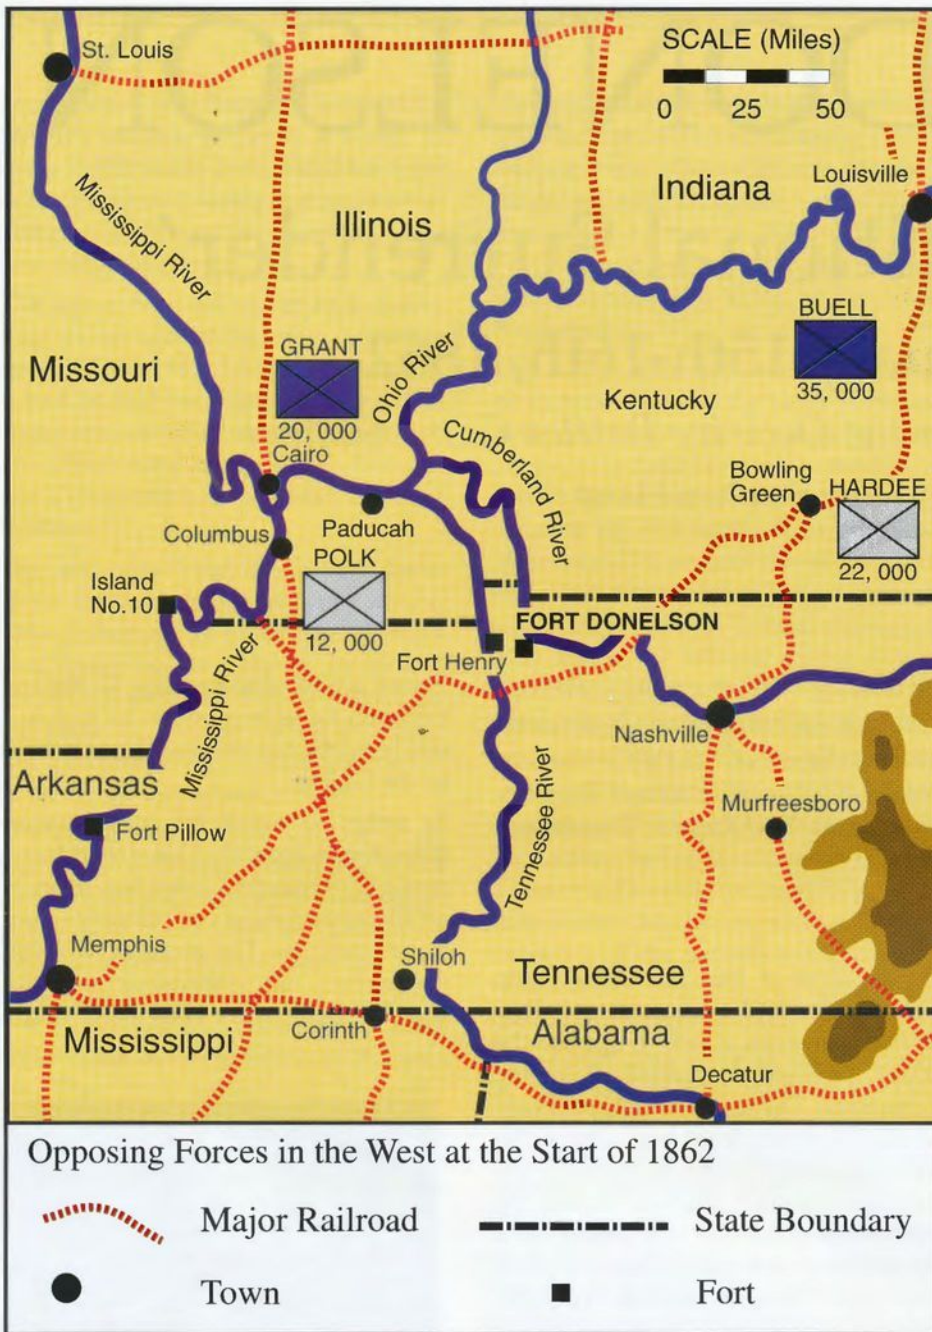 St. Louis
SCALE (Miles)
0 25 50
Louisville
Indiana
Mississippi River
Illinois
BUELL
35, 000
GRANT
20, 000
Ohio River
Missouri
Kentucky
Cairo
Cumberland River
Bowling
Green
HARDEE
22, 000
Columbus
Paducah
POLK
12, 000
Island
No.10
FORT DONELSON
Fort Henry
Mississippi River
Nashville
Arkansas
Tennessee River
Murfreesboro
Fort Pillow
Memphis
Shiloh
Tennessee
Corinth
Mississippi
Alabama
Decatur
Opposing Forces in the West at the Start of 1862
Major Railroad
State Boundary
Town
Fort